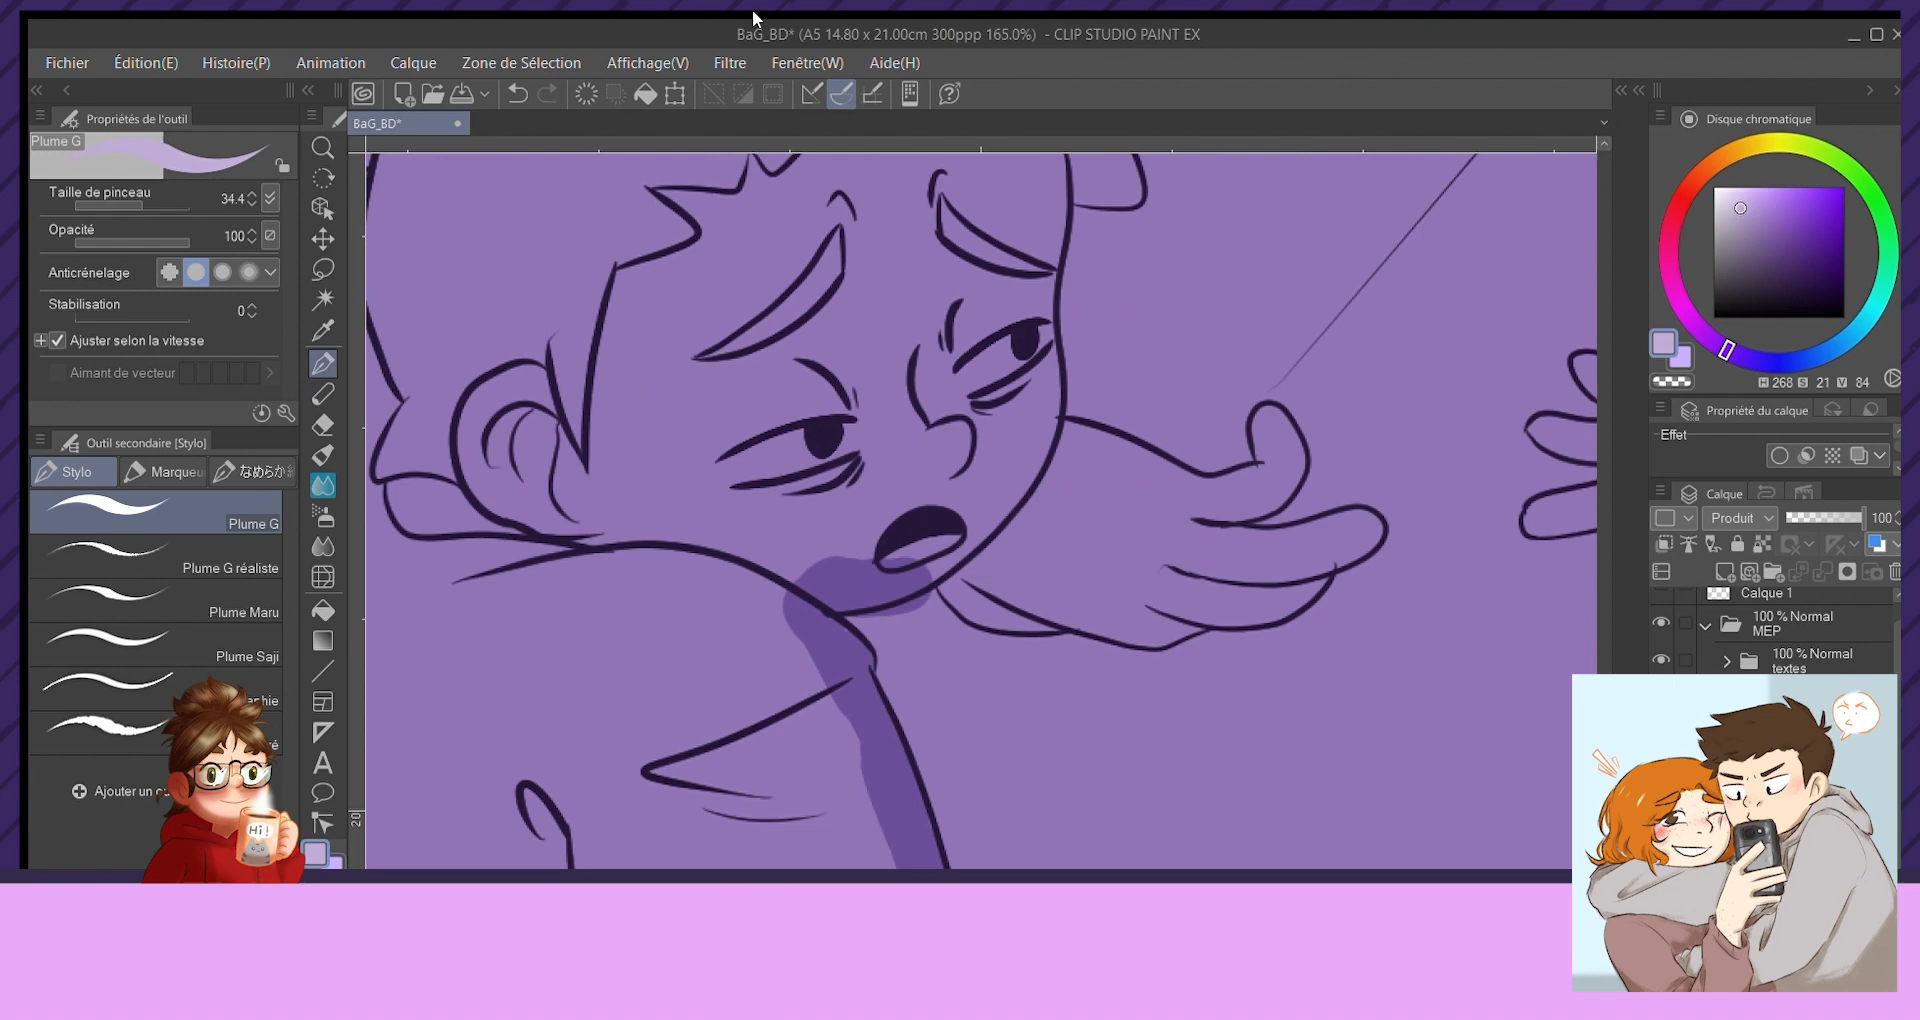 BaG_BD* (A5 14.80 x 21.00cm 300ppp 165.0%) - CLIP STUDIO PAINT EX
Fichier Édition(E) Histoire(P) Animation Calque Zone de Sélection Affichage(V) Filtre Fenêtre(W) Aide(H)
Propriétés de l'outil
BaG_BD*
Disque chromatique
Plume G
Taille de pinceau 34.4
Opacité 100
Anticrénelage
Stabilisation 0
Ajuster selon la vitesse
Aimant de vecteur
H 268 S 21 V 84
Propriété du calque
Effet
Outil secondaire [Stylo]
Stylo Marqueu なめらか
Plume G
Plume G réaliste
Plume Maru
Plume Saji
Ajouter un
Calque
Produit 100
Calque 1
100 % Normal
MEP
100 % Normal
textes
20
Hi!